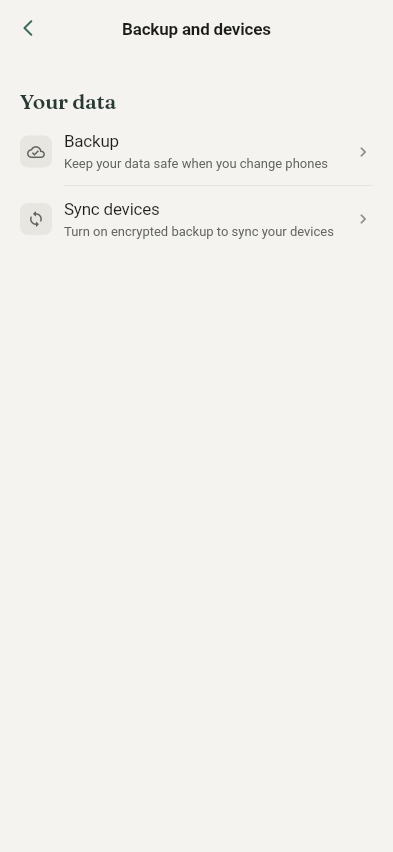 Backup and devices
Your data
Backup
Keep your data safe when you change phones
Sync devices
Turn on encrypted backup to sync your devices